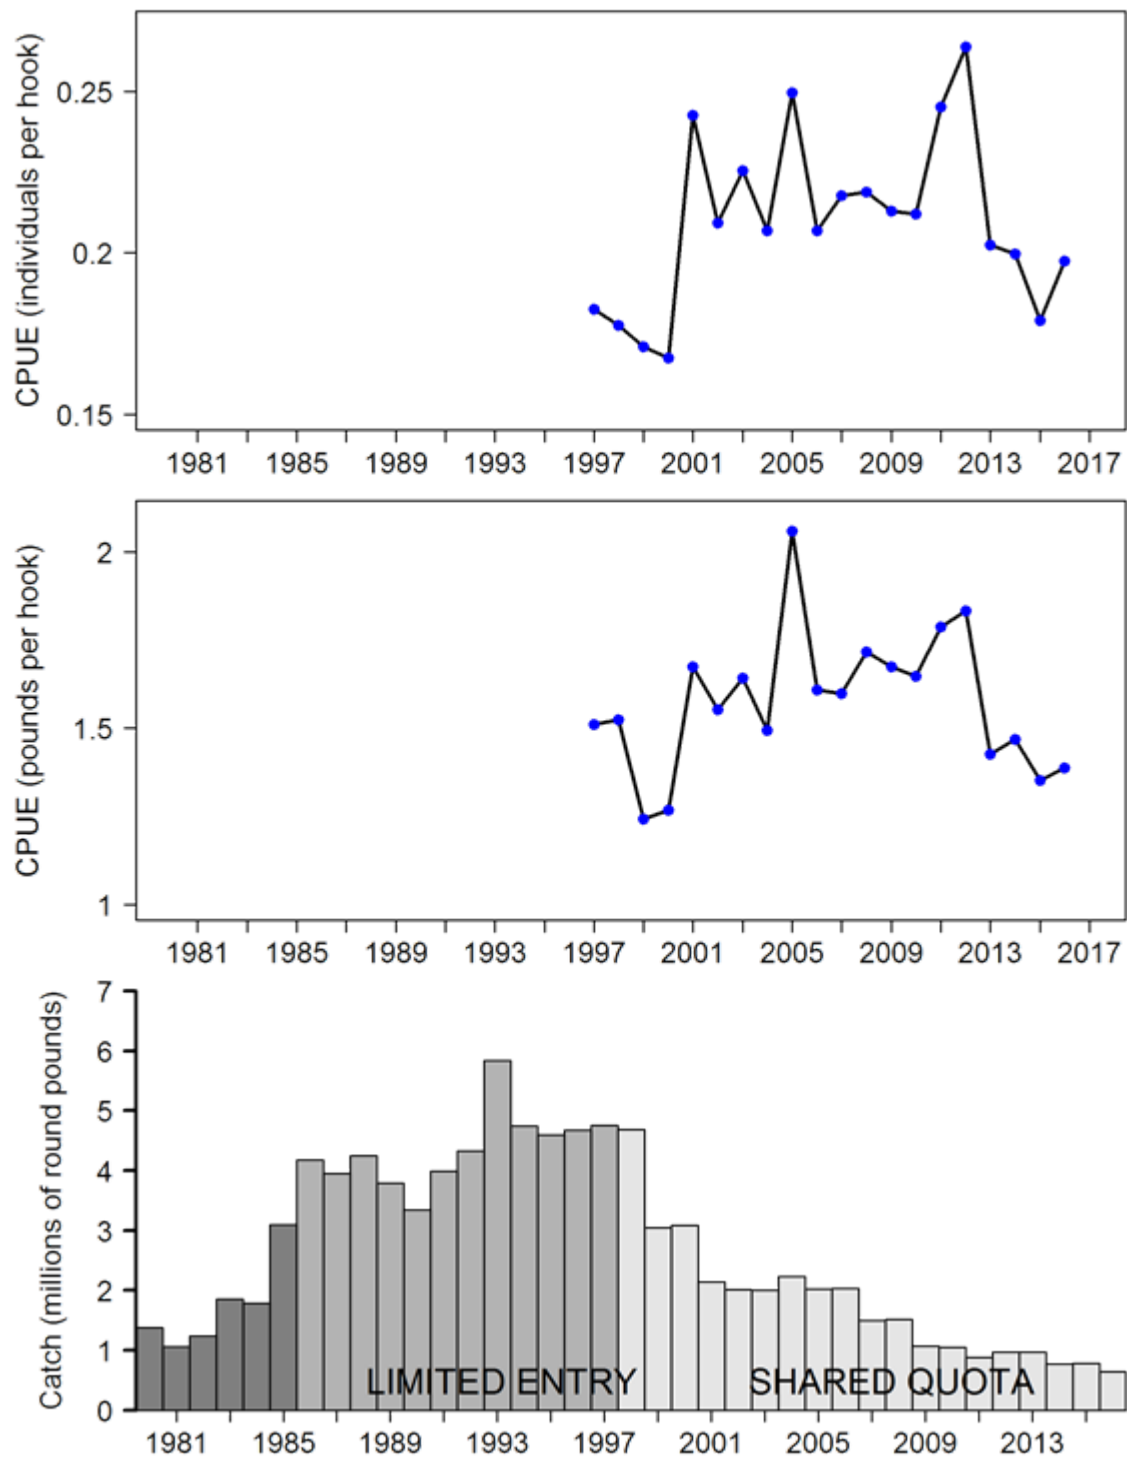 CPUE (individuals per hook)
0.25
0.2
0.15
1981 1985 1989 1993 1997 2001 2005 2009 2013 2017
CPUE (pounds per hook)
2
1.5
1
1981 1985 1989 1993 1997 2001 2005 2009 2013 2017
Catch (millions of round pounds)
7
6
5
4
3
2
1
0
LIMITED ENTRY SHARED QUOTA
1981 1985 1989 1993 1997 2001 2005 2009 2013